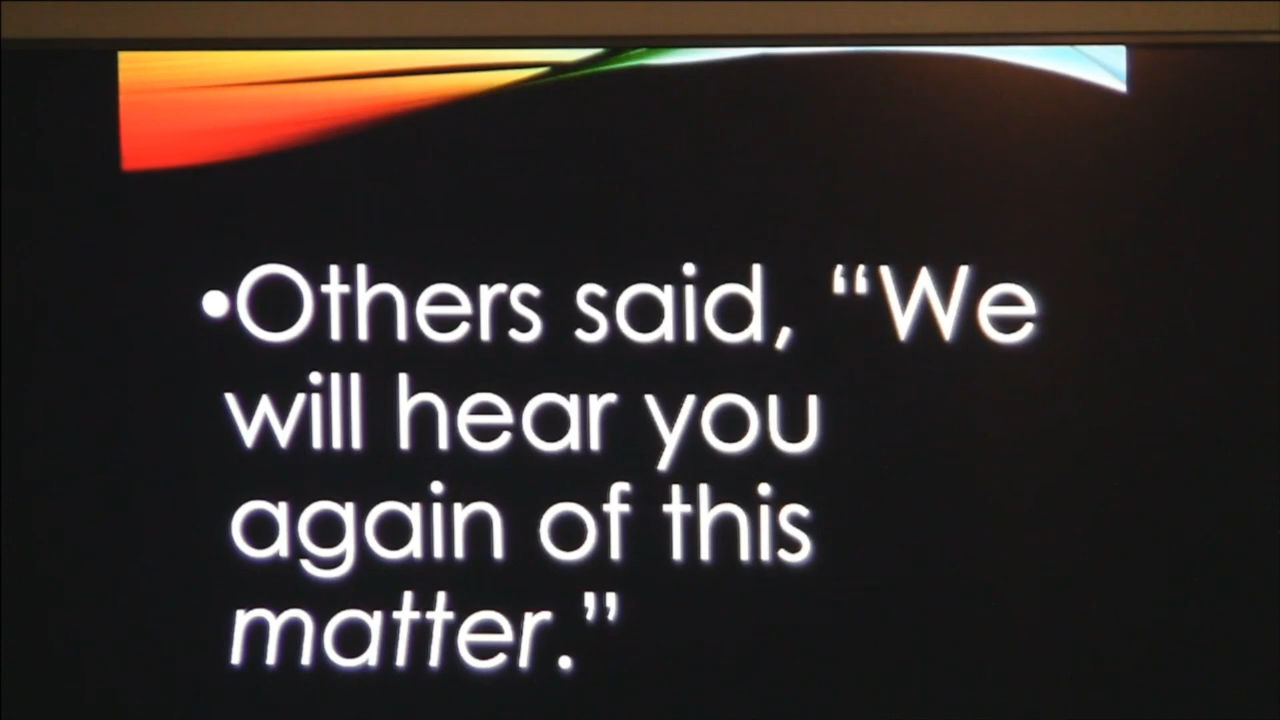 •Others said, “We
will hear you
again of this
matter.”